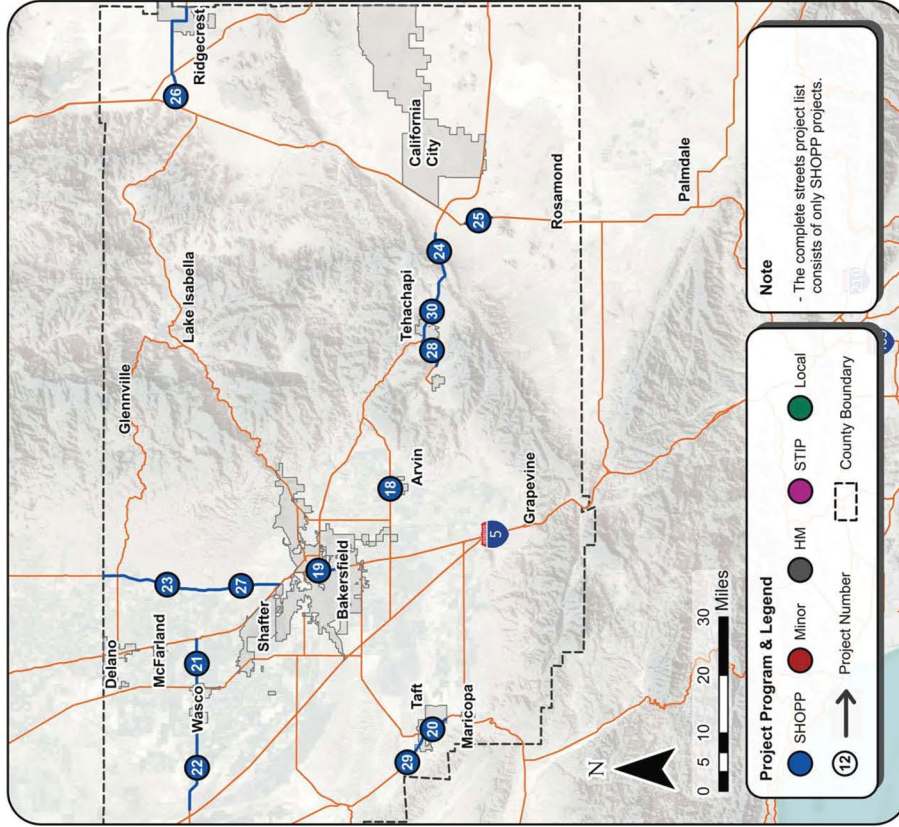 Ridgecrest
26
Glennville
Lake Isabella
California
City
Delano
McFarland
23
27
21
Wasco
22
Shafter
19
Bakersfield
18
Arvin
Tehachapi
28
30
24
25
Rosamond
Palmdale
29
20
Taft
Maricopa
5
Grapevine
N
0 5 10 20 30
Miles
Project Program & Legend
SHOPP
Minor
HM
STIP
Local
12
Project Number
County Boundary
Note
- The complete streets project list
consists of only SHOPP projects.